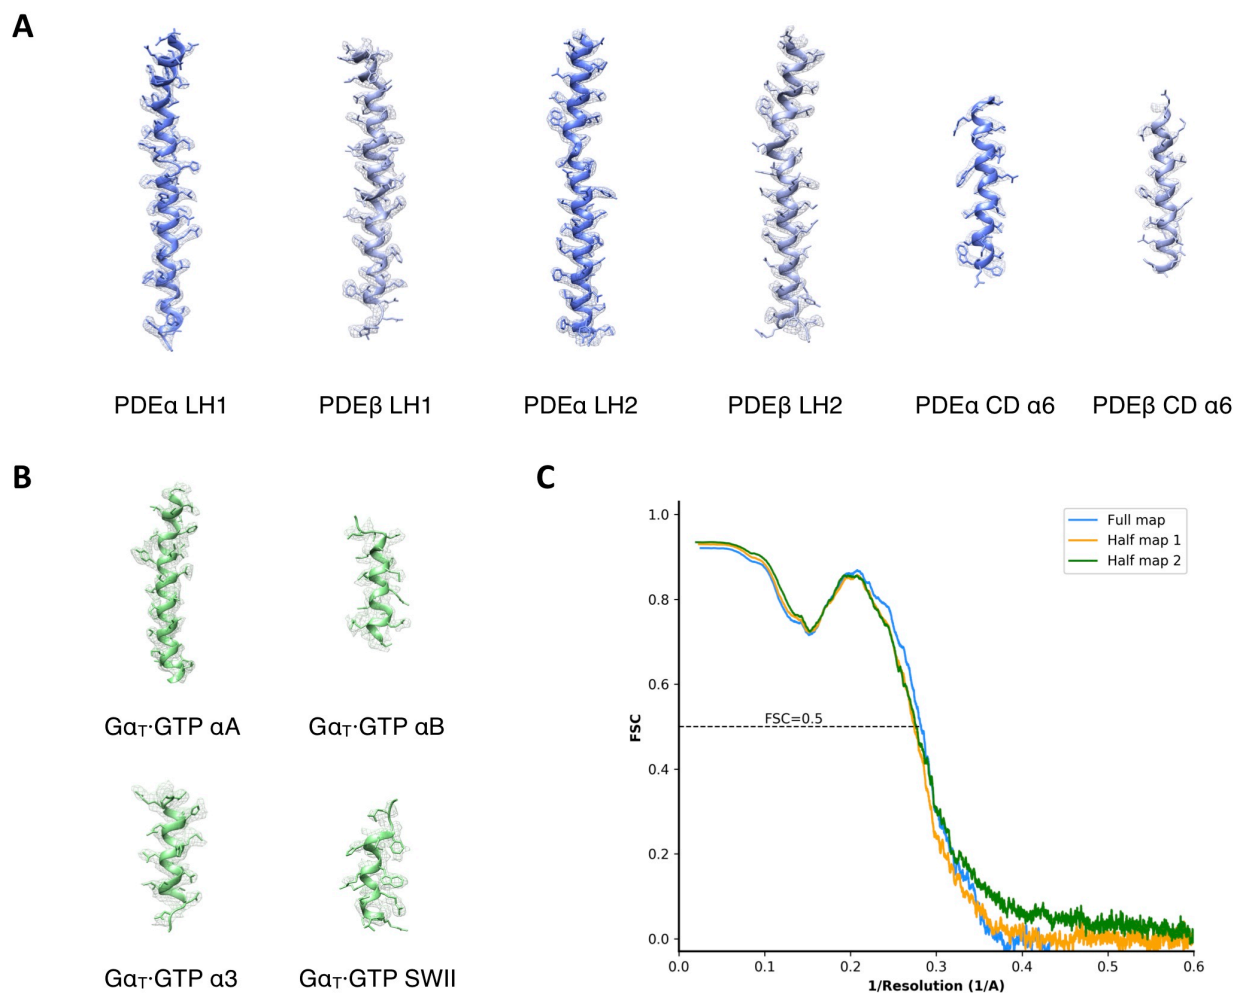 A
PDEα LH1
PDEβ LH1
PDEα LH2
PDEβ LH2
PDEα CD α6
PDEβ CD α6
B
GαT·GTP αA
GαT·GTP αB
GαT·GTP α3
GαT·GTP SWII
C
Full map
Half map 1
Half map 2
FSC=0.5
FSC
1.0
0.8
0.6
0.4
0.2
0.0
0.0 0.1 0.2 0.3 0.4 0.5 0.6
1/Resolution (1/A)